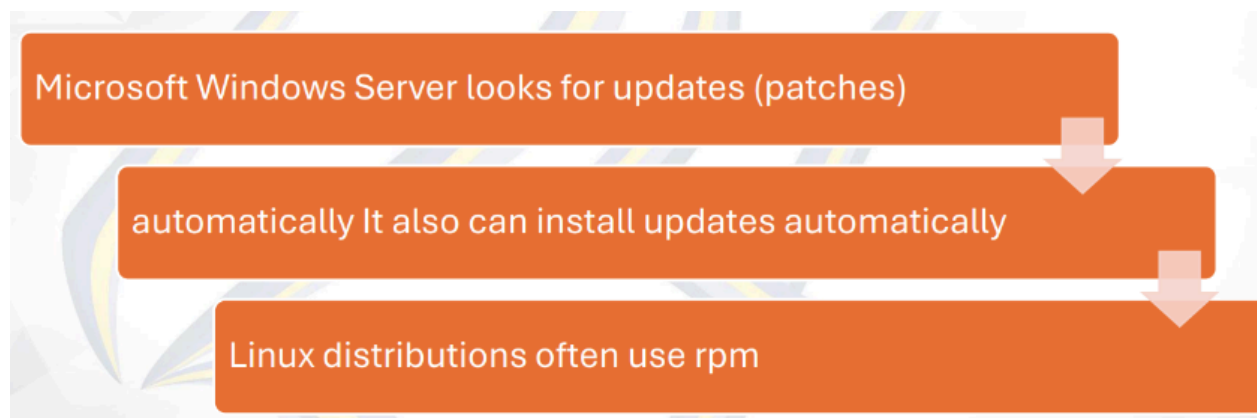 Microsoft Windows Server looks for updates (patches)
automatically It also can install updates automatically
Linux distributions often use rpm